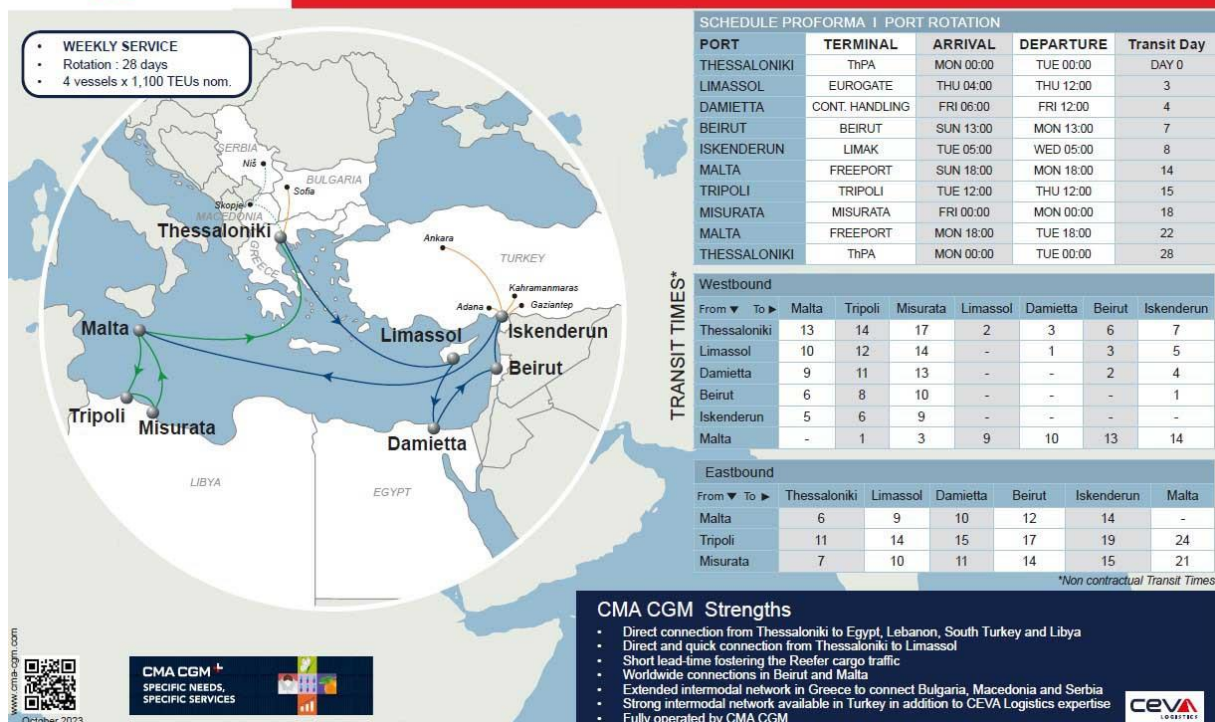 WEEKLY SERVICE
Rotation : 28 days
4 vessels x 1,100 TEUs nom.
SERBIA
Niš
BULGARIA
Sofia
Skopje
MACEDONIA
Thessaloniki
GREECE
Ankara
TURKEY
Kahramanmaras
Adana
Gaziantep
Malta
Limassol
Iskenderun
Beirut
Tripoli
Misurata
Damietta
LIBYA
EGYPT
SCHEDULE PROFORMA I PORT ROTATION
PORT TERMINAL ARRIVAL DEPARTURE Transit Day
THESSALONIKI ThPA MON 00:00 TUE 00:00 DAY 0
LIMASSOL EUROGATE THU 04:00 THU 12:00 3
DAMIETTA CONT. HANDLING FRI 06:00 FRI 12:00 4
BEIRUT BEIRUT SUN 13:00 MON 13:00 7
ISKENDERUN LIMAK TUE 05:00 WED 05:00 8
MALTA FREEPORT SUN 18:00 MON 18:00 14
TRIPOLI TRIPOLI TUE 12:00 THU 12:00 15
MISURATA MISURATA FRI 00:00 MON 00:00 18
MALTA FREEPORT MON 18:00 TUE 18:00 22
THESSALONIKI ThPA MON 00:00 TUE 00:00 28
TRANSIT TIMES*
Westbound
From ▼ To ► Malta Tripoli Misurata Limassol Damietta Beirut Iskenderun
Thessaloniki 13 14 17 2 3 6 7
Limassol 10 12 14 - 1 3 5
Damietta 9 11 13 - - 2 4
Beirut 6 8 10 - - - 1
Iskenderun 5 6 9 - - - -
Malta - 1 3 9 10 13 14
Eastbound
From ▼ To ► Thessaloniki Limassol Damietta Beirut Iskenderun Malta
Malta 6 9 10 12 14 -
Tripoli 11 14 15 17 19 24
Misurata 7 10 11 14 15 21
*Non contractual Transit Times
CMA CGM Strengths
Direct connection from Thessaloniki to Egypt, Lebanon, South Turkey and Libya
Direct and quick connection from Thessaloniki to Limassol
Short lead-time fostering the Reefer cargo traffic
Worldwide connections in Beirut and Malta
Extended intermodal network in Greece to connect Bulgaria, Macedonia and Serbia
Strong intermodal network available in Turkey in addition to CEVA Logistics expertise
Fully operated by CMA CGM
CEVA
LOGISTICS
www.cma-cgm.com
October 2023
CMA CGM +
SPECIFIC NEEDS,
SPECIFIC SERVICES